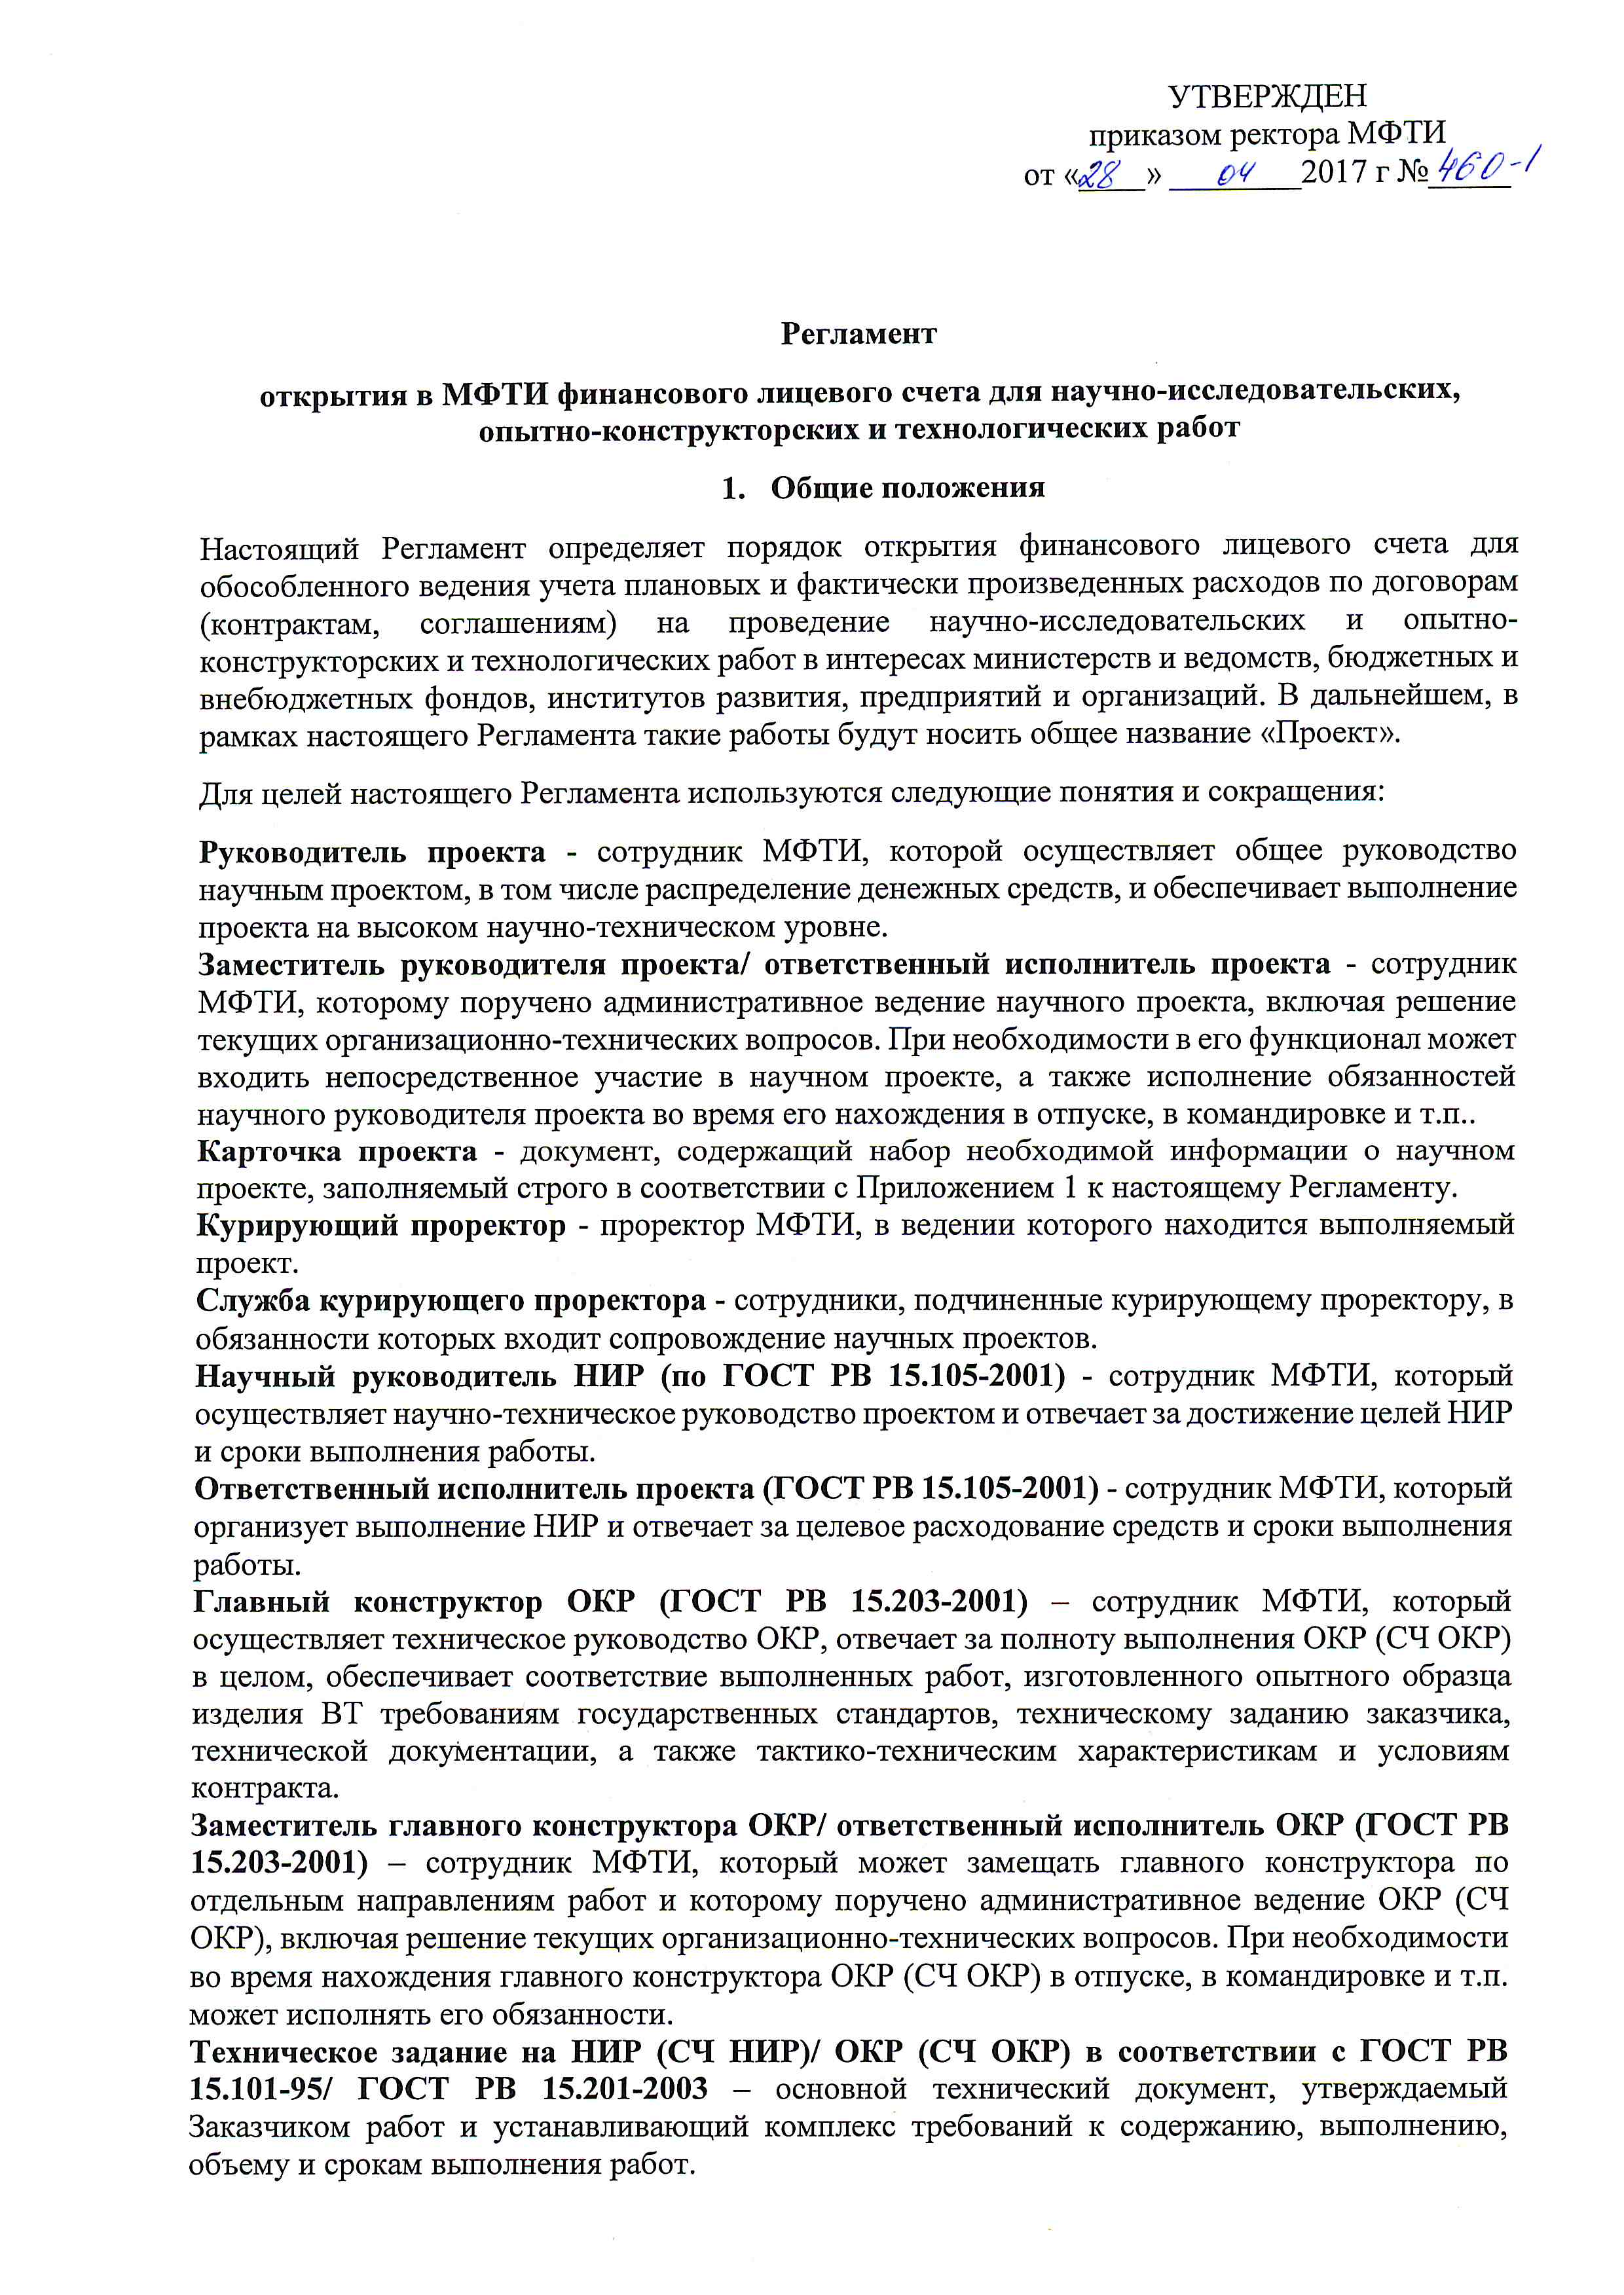 УТВЕРЖДЕН
приказом ректора МФТИ
от «28» 04 2017 г № 460-1
Регламент
открытия в МФТИ финансового лицевого счета для научно-исследовательских,
опытно-конструкторских и технологических работ
1. Общие положения
Настоящий Регламент определяет порядок открытия финансового лицевого счета для
обособленного ведения учета плановых и фактически произведенных расходов по договорам
(контрактам, соглашениям) на проведение научно-исследовательских и опытно-
конструкторских и технологических работ в интересах министерств и ведомств, бюджетных и
внебюджетных фондов, институтов развития, предприятий и организаций. В дальнейшем, в
рамках настоящего Регламента такие работы будут носить общее название «Проект».
Для целей настоящего Регламента используются следующие понятия и сокращения:
Руководитель проекта - сотрудник МФТИ, которой осуществляет общее руководство
научным проектом, в том числе распределение денежных средств, и обеспечивает выполнение
проекта на высоком научно-техническом уровне.
Заместитель руководителя проекта/ ответственный исполнитель проекта - сотрудник
МФТИ, которому поручено административное ведение научного проекта, включая решение
текущих организационно-технических вопросов. При необходимости в его функционал может
входить непосредственное участие в научном проекте, а также исполнение обязанностей
научного руководителя проекта во время его нахождения в отпуске, в командировке и т.п..
Карточка проекта - документ, содержащий набор необходимой информации о научном
проекте, заполняемый строго в соответствии с Приложением 1 к настоящему Регламенту.
Курирующий проректор - проректор МФТИ, в ведении которого находится выполняемый
проект.
Служба курирующего проректора - сотрудники, подчиненные курирующему проректору, в
обязанности которых входит сопровождение научных проектов.
Научный руководитель НИР (по ГОСТ РВ 15.105-2001) - сотрудник МФТИ, который
осуществляет научно-техническое руководство проектом и отвечает за достижение целей НИР
и сроки выполнения работы.
Ответственный исполнитель проекта (ГОСТ РВ 15.105-2001) - сотрудник МФТИ, который
организует выполнение НИР и отвечает за целевое расходование средств и сроки выполнения
работы.
Главный конструктор ОКР (ГОСТ РВ 15.203-2001) – сотрудник МФТИ, который
осуществляет техническое руководство ОКР, отвечает за полноту выполнения ОКР (СЧ ОКР)
в целом, обеспечивает соответствие выполненных работ, изготовленного опытного образца
изделия ВТ требованиям государственных стандартов, техническому заданию заказчика,
технической документации, а также тактико-техническим характеристикам и условиям
контракта.
Заместитель главного конструктора ОКР/ ответственный исполнитель ОКР (ГОСТ РВ
15.203-2001) – сотрудник МФТИ, который может замещать главного конструктора по
отдельным направлениям работ и которому поручено административное ведение ОКР (СЧ
ОКР), включая решение текущих организационно-технических вопросов. При необходимости
во время нахождения главного конструктора ОКР (СЧ ОКР) в отпуске, в командировке и т.п.
может исполнять его обязанности.
Техническое задание на НИР (СЧ НИР)/ ОКР (СЧ ОКР) в соответствии с ГОСТ РВ
15.101-95/ ГОСТ РВ 15.201-2003 – основной технический документ, утверждаемый
Заказчиком работ и устанавливающий комплекс требований к содержанию, выполнению,
объему и срокам выполнения работ.